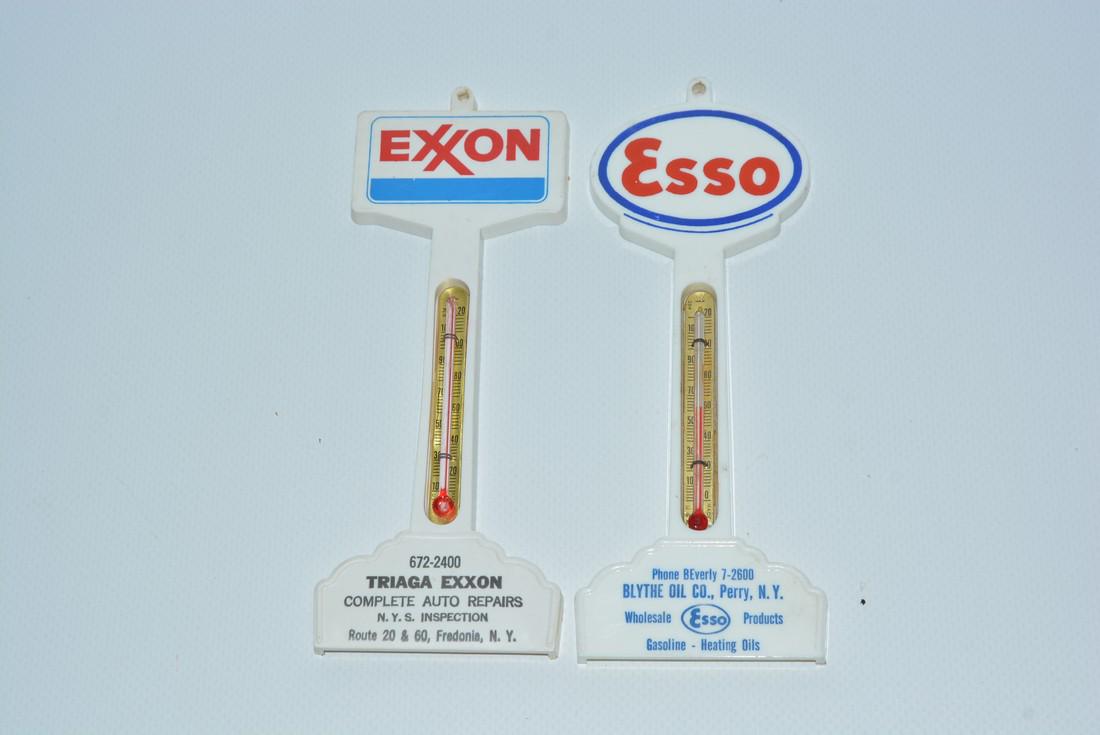 EXXON
672-2400
TRIAGA EXXON
COMPLETE AUTO REPAIRS
N.Y.S. INSPECTION
Route 20 & 60, Fredonia, N. Y.
Esso
Phone BEverly 7-2600
BLYTHE OIL CO., Perry, N.Y.
Wholesale Esso Products
Gasoline - Heating Oils